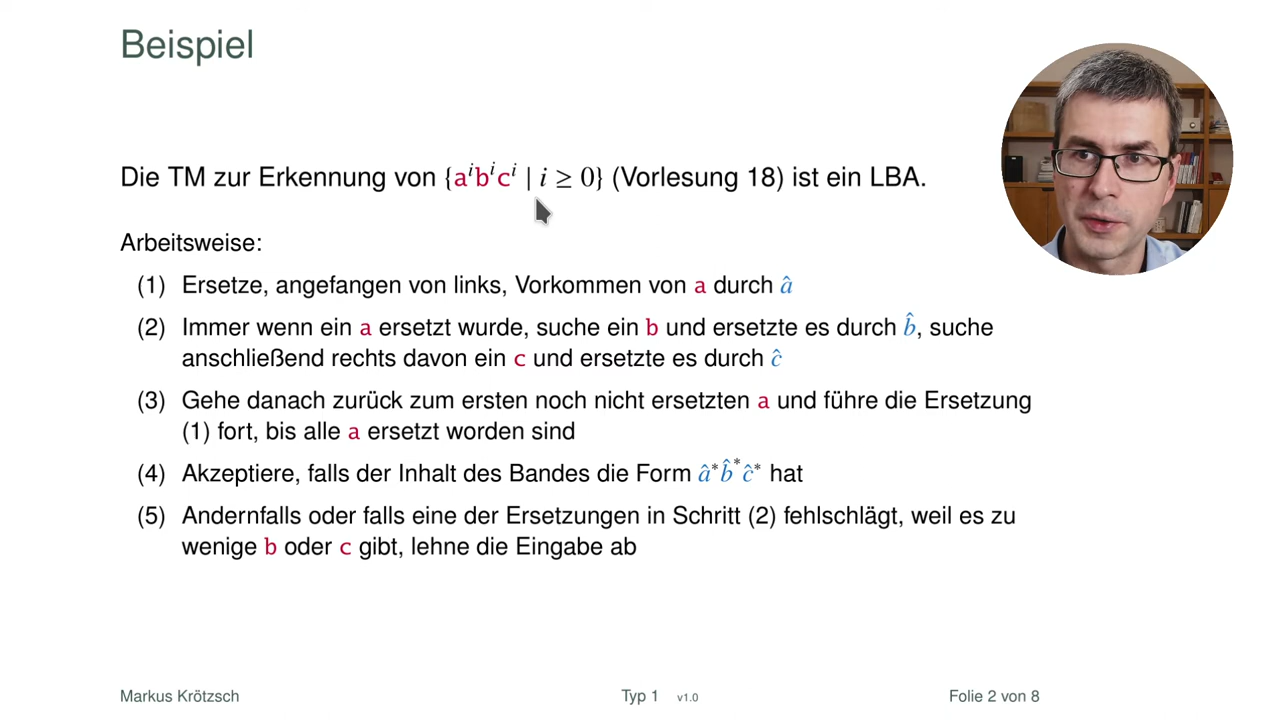 Beispiel
Die TM zur Erkennung von {aⁱbⁱcⁱ | i ≥ 0} (Vorlesung 18) ist ein LBA.
Arbeitsweise:
(1) Ersetze, angefangen von links, Vorkommen von a durch â
(2) Immer wenn ein a ersetzt wurde, suche ein b und ersetzte es durch b̂, suche
anschließend rechts davon ein c und ersetzte es durch ĉ
(3) Gehe danach zurück zum ersten noch nicht ersetzten a und führe die Ersetzung
(1) fort, bis alle a ersetzt worden sind
(4) Akzeptiere, falls der Inhalt des Bandes die Form â*b̂*ĉ* hat
(5) Andernfalls oder falls eine der Ersetzungen in Schritt (2) fehlschlägt, weil es zu
wenige b oder c gibt, lehne die Eingabe ab
Markus Krötzsch Typ 1 v1.0 Folie 2 von 8